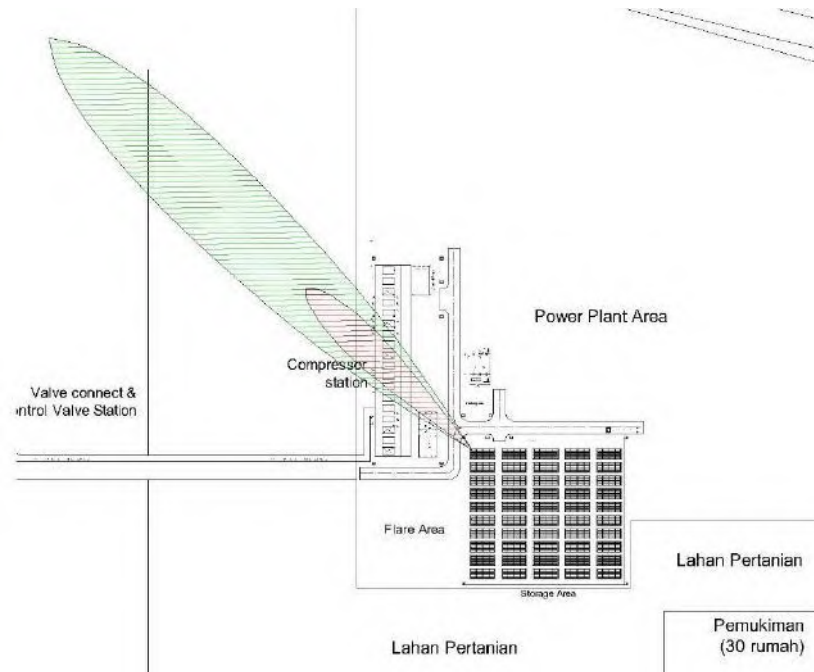 Power Plant Area
Compressor
station
Valve connect &
ontrol Valve Station
Flare Area
Lahan Pertanian
Storage Area
Pemukiman
(30 rumah)
Lahan Pertanian